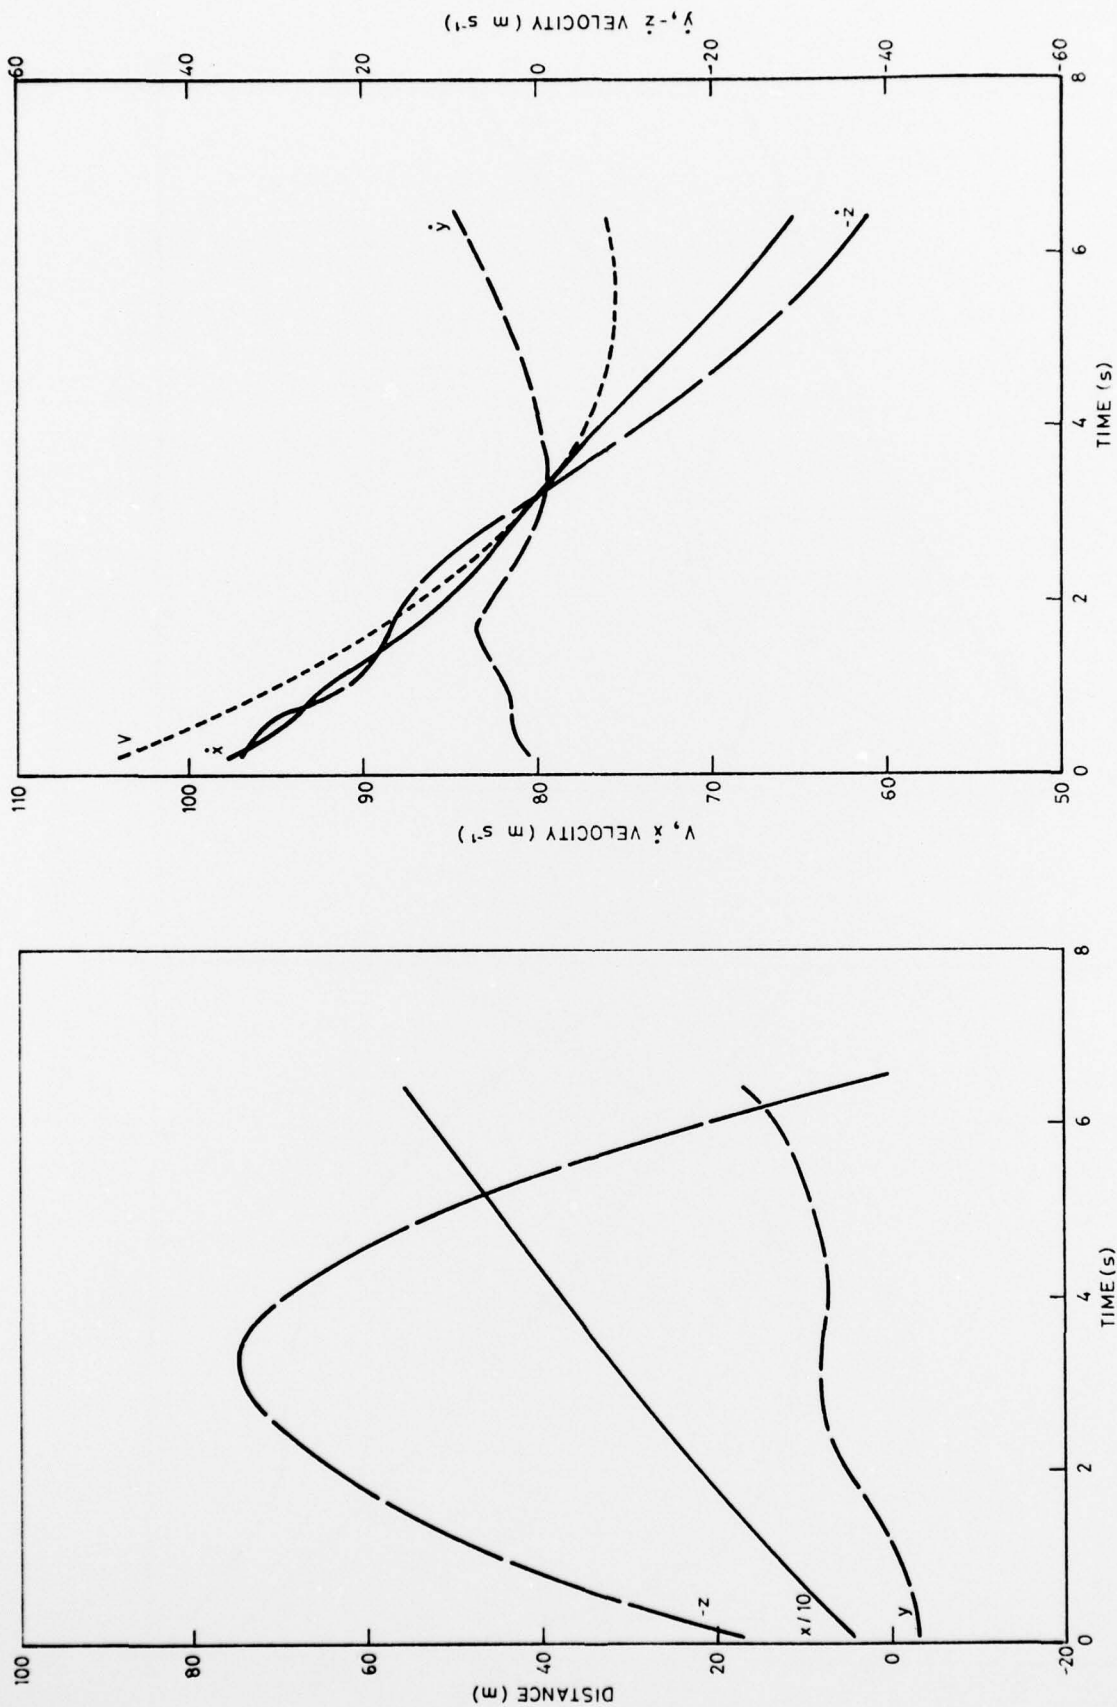 100
80
60
40
20
0
-20
DISTANCE (m)
-z
x/10
y
0
2
4
6
8
TIME (s)
110
100
90
80
70
60
50
V, ẋ VELOCITY (m s⁻¹)
V
ẋ
ẏ
-ż
0
2
4
6
8
TIME (s)
60
40
20
0
-20
-40
-60
ẏ, -ż VELOCITY (m s⁻¹)